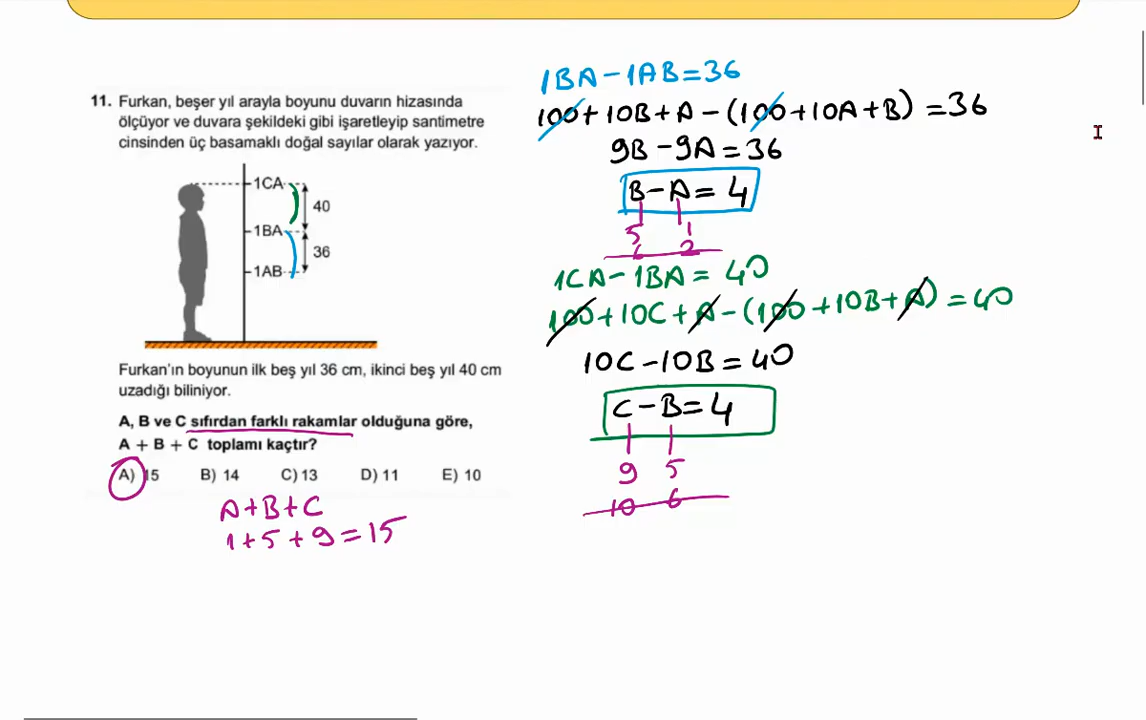 11. Furkan, beşer yıl arayla boyunu duvarın hizasında
ölçüyor ve duvara şekildeki gibi işaretleyip santimetre
cinsinden üç basamaklı doğal sayılar olarak yazıyor.
1CA
40
1BA
36
1AB
Furkan'ın boyunun ilk beş yıl 36 cm, ikinci beş yıl 40 cm
uzadığı biliniyor.
A, B ve C sıfırdan farklı rakamlar olduğuna göre,
A + B + C toplamı kaçtır?
A) 15 B) 14 C) 13 D) 11 E) 10
A+B+C
1+5+9=15
1BA-1AB=36
100+10B+A-(100+10A+B)=36
9B-9A=36
B-A=4
5 1
6 2
1CA-1BA=40
100+10C+A-(100+10B+A)=40
10C-10B=40
C-B=4
9 5
10 6